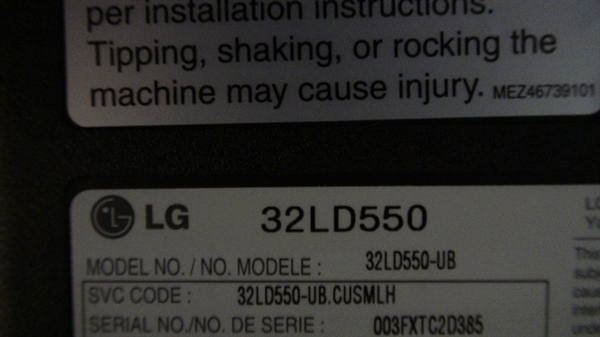 per installation instructions.
Tipping, shaking, or rocking the
machine may cause injury. MEZ46739101
LG 32LD550
MODEL NO. / NO. MODELE : 32LD550-UB
SVC CODE : 32LD550-UB.CUSMLH
SERIAL NO./NO. DE SERIE : 003FXTC2D385